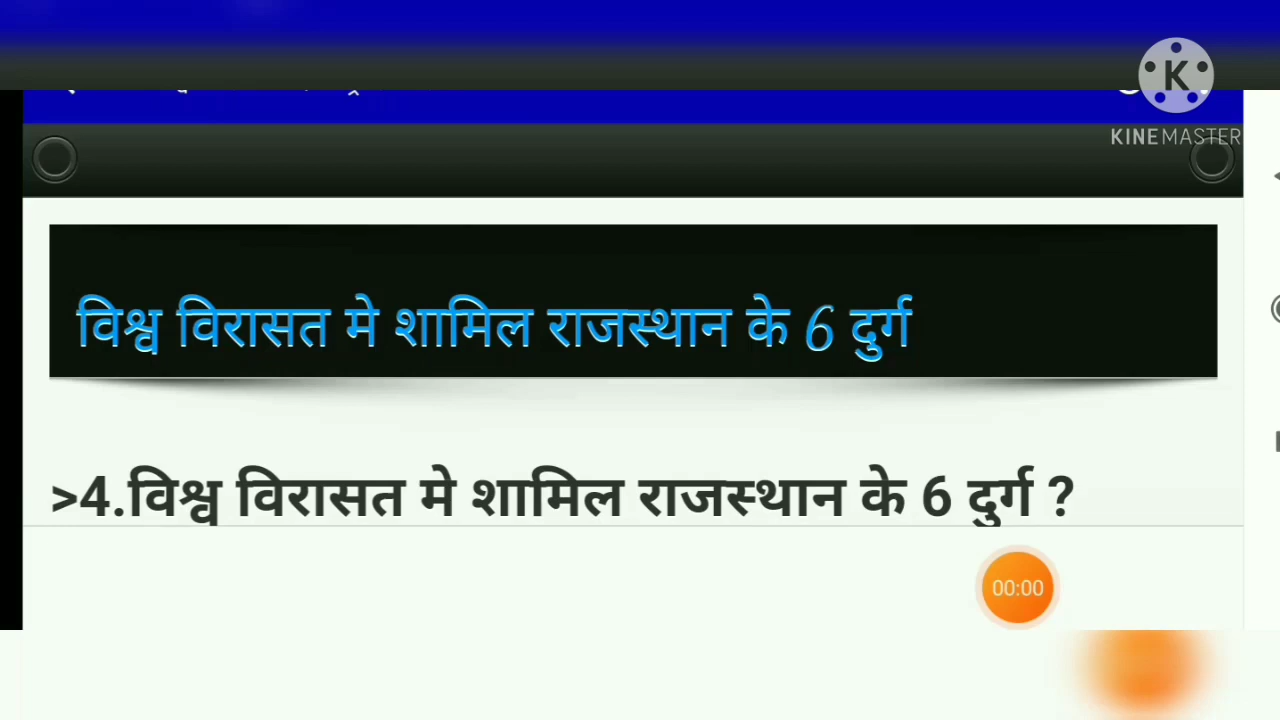 KINEMASTER
विश्व विरासत मे शामिल राजस्थान के 6 दुर्ग
>4.विश्व विरासत मे शामिल राजस्थान के 6 दुर्ग ?
00:00